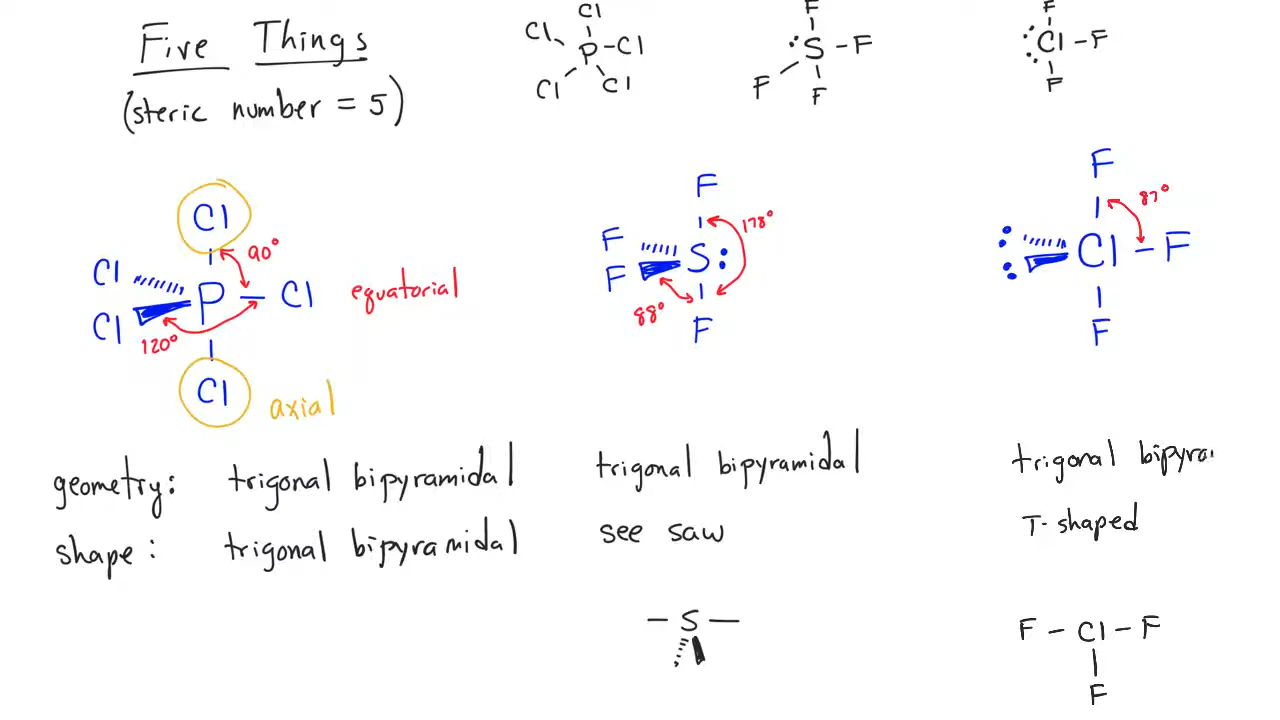 Five Things
(steric number = 5)
Cl
Cl P Cl
Cl Cl
F
S F
F F
F
Cl F
F
Cl
90°
Cl
Cl P Cl equatorial
120°
Cl axial
F
178°
F
F S
88°
F
F
87°
Cl F
F
geometry: trigonal bipyramidal trigonal bipyramidal trigonal bipyra
shape: trigonal bipyramidal see saw T-shaped
S
F Cl F
F